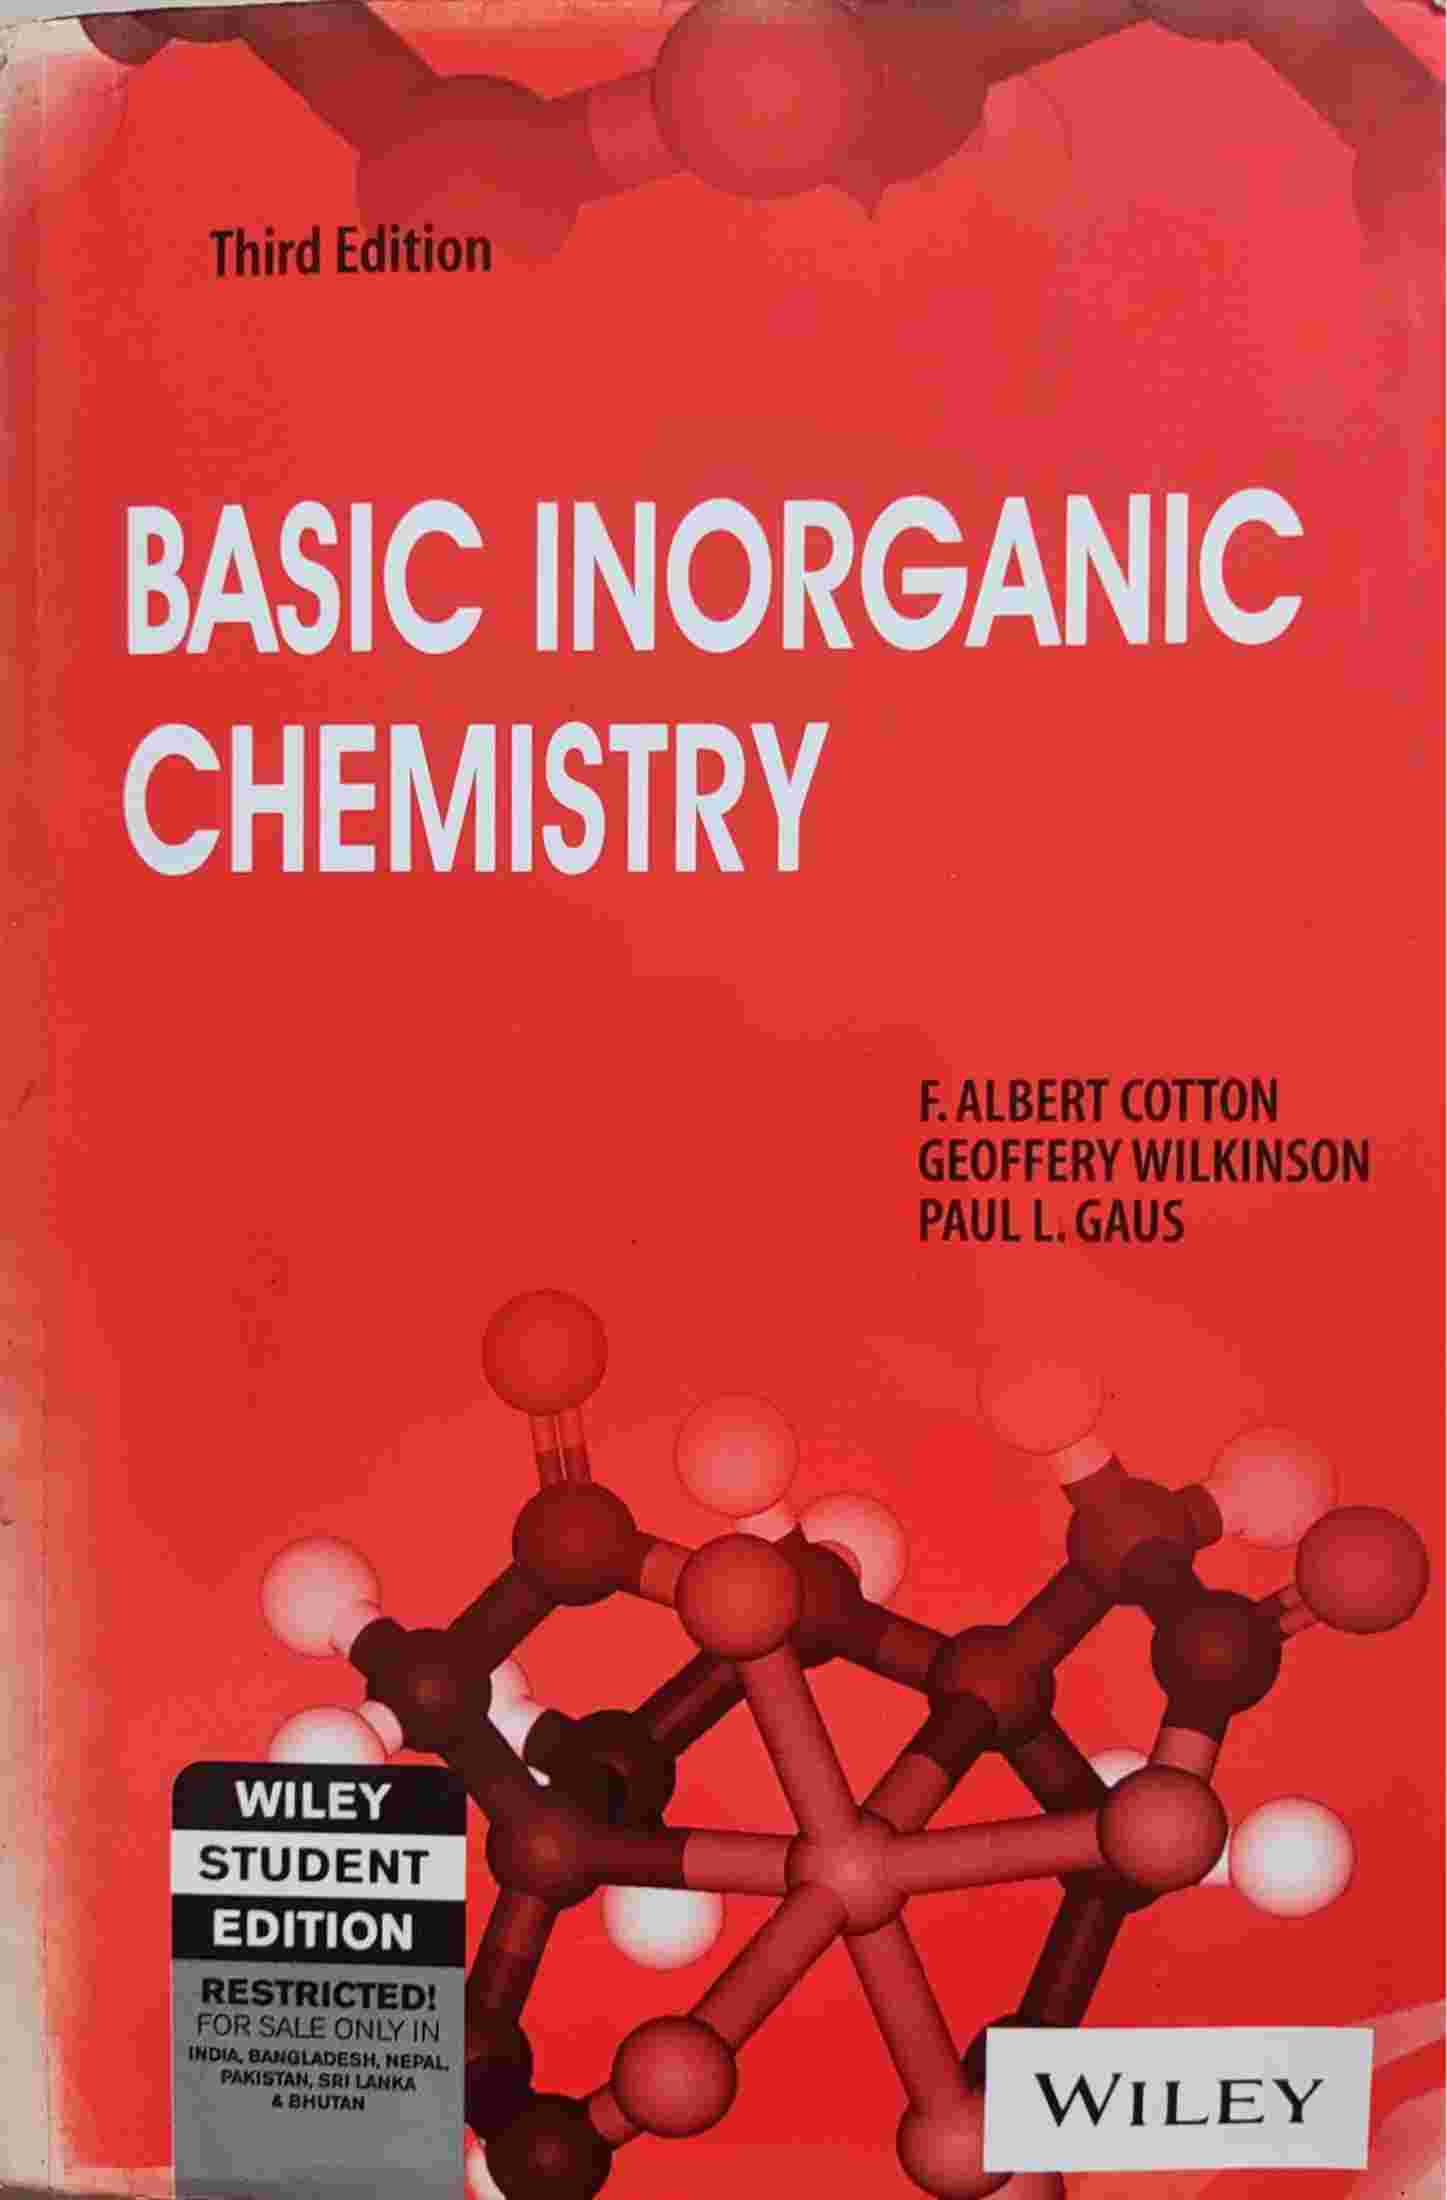 Third Edition
BASIC INORGANIC
CHEMISTRY
F. ALBERT COTTON
GEOFFERY WILKINSON
PAUL L. GAUS
WILEY
STUDENT
EDITION
RESTRICTED!
FOR SALE ONLY IN
INDIA, BANGLADESH, NEPAL,
PAKISTAN, SRI LANKA
& BHUTAN
WILEY